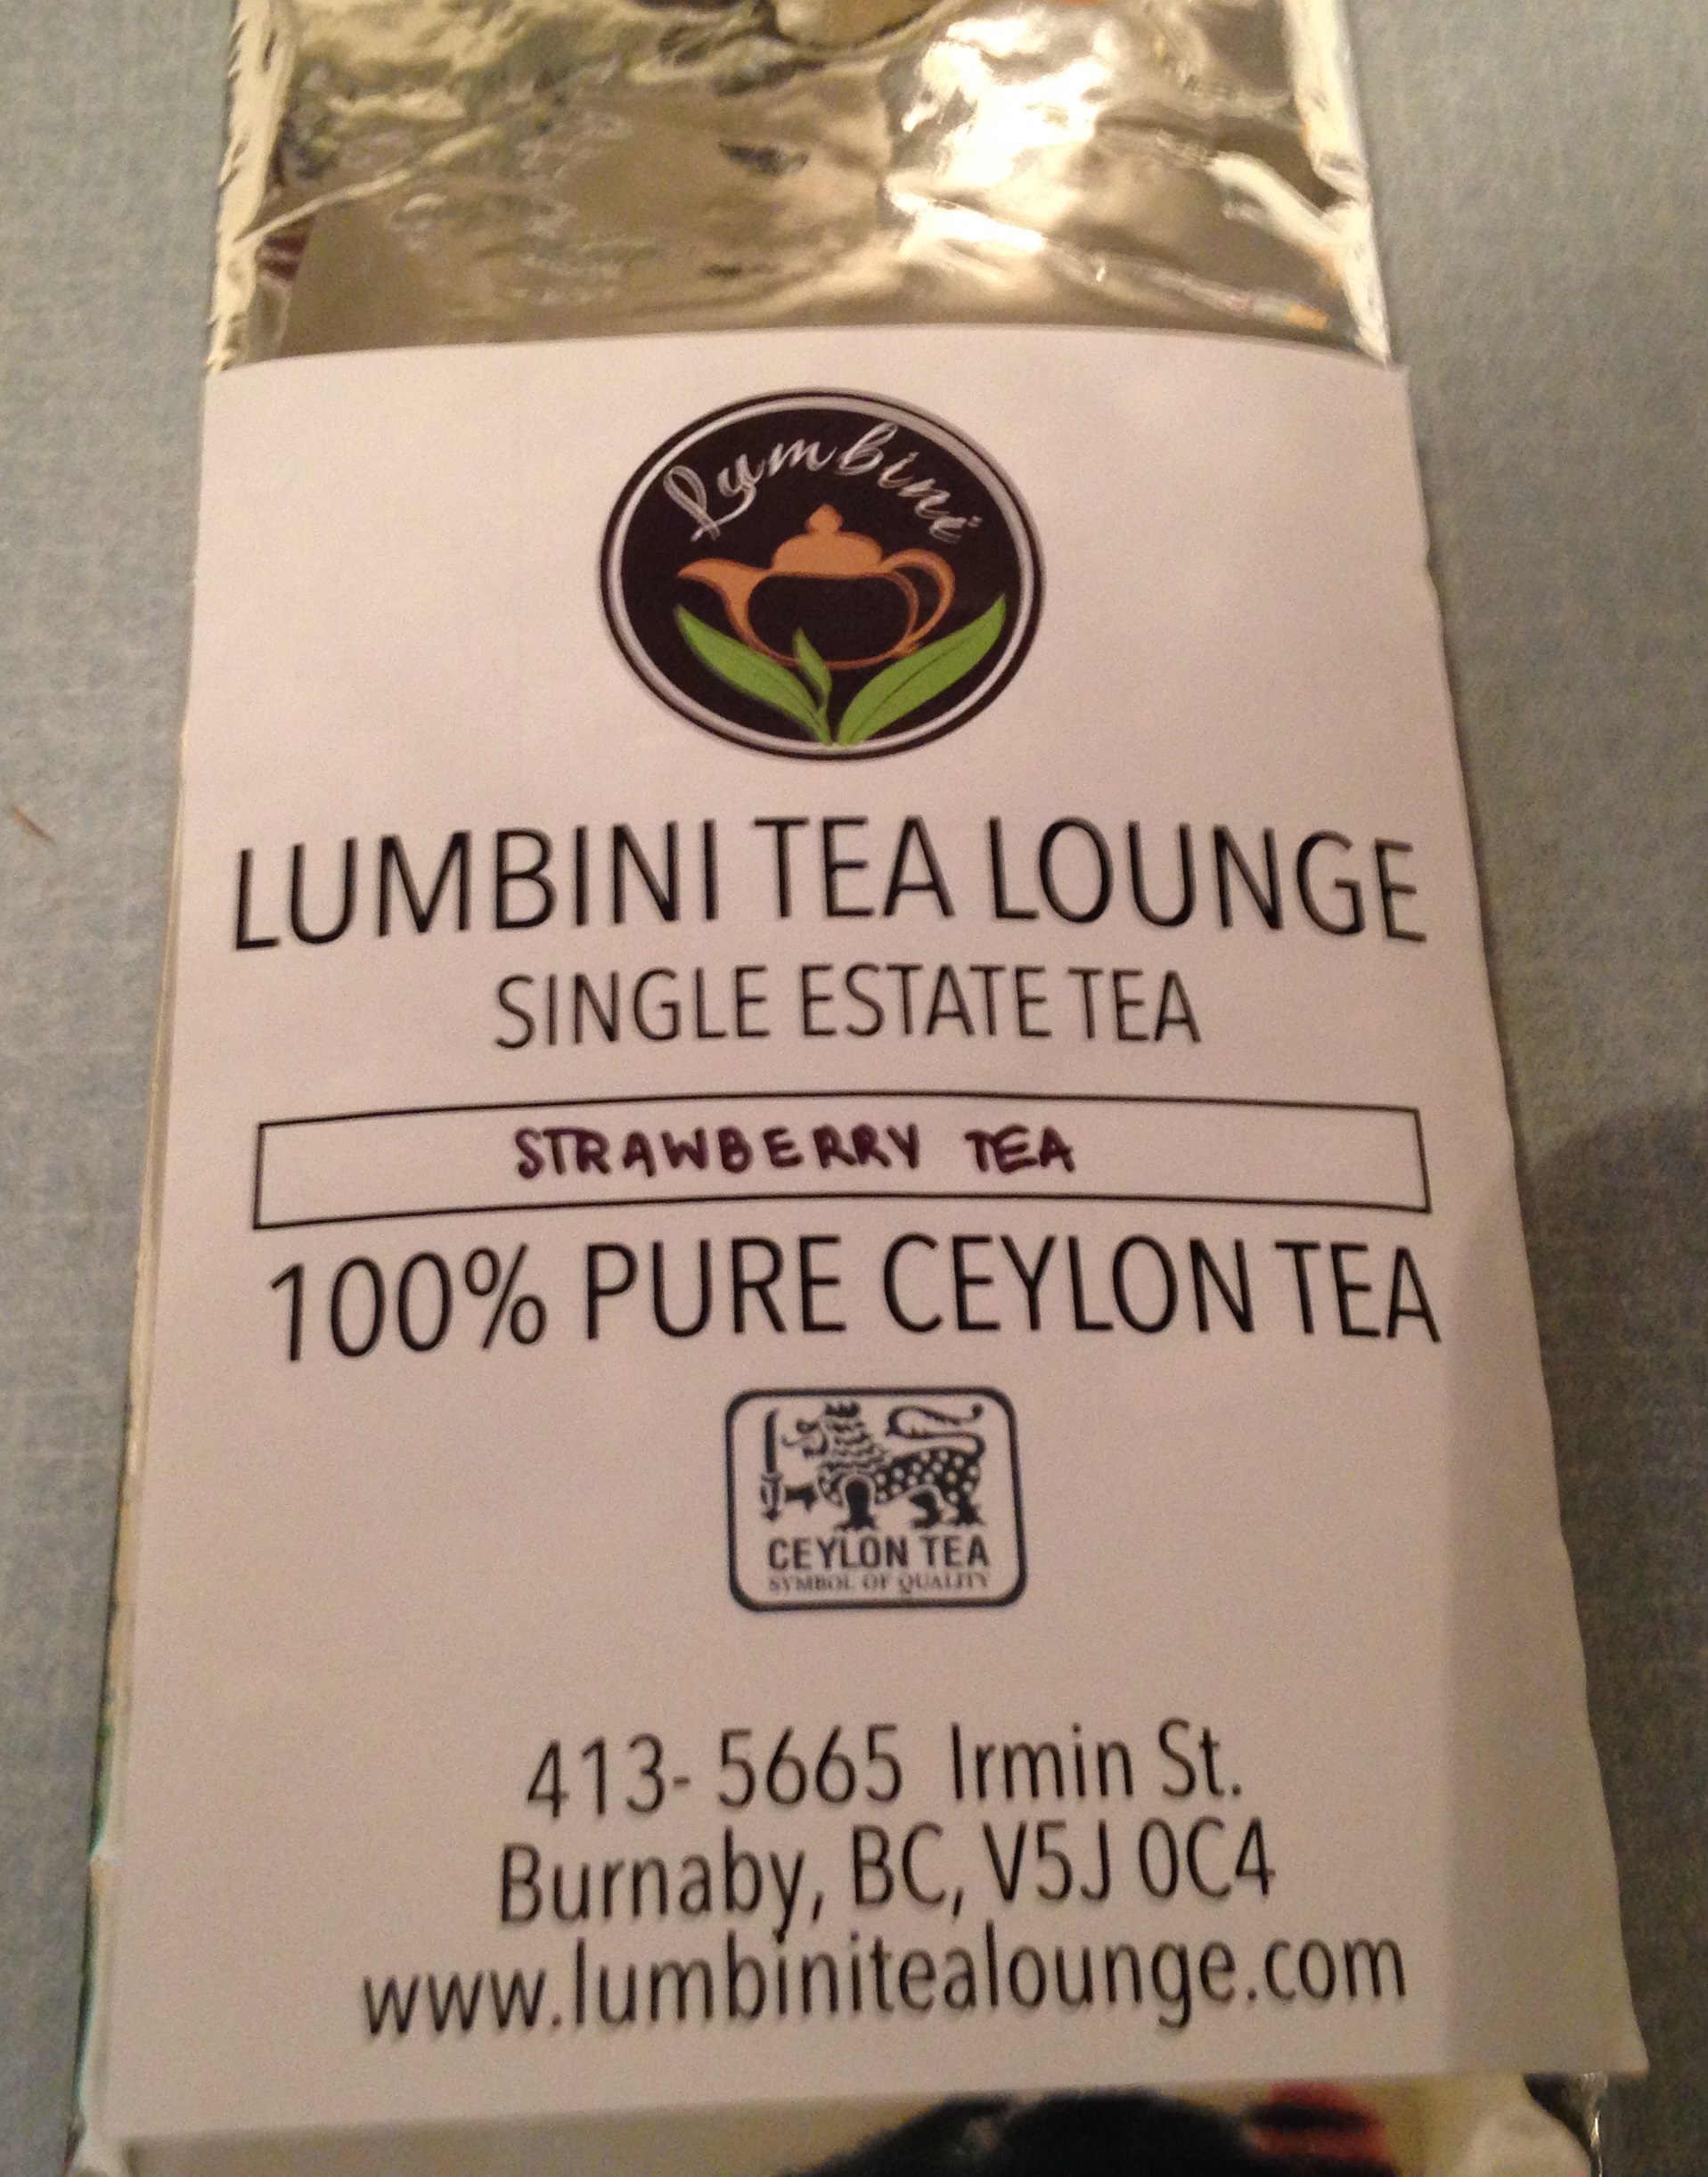 Lumbini
LUMBINI TEA LOUNGE
SINGLE ESTATE TEA
STRAWBERRY TEA
100% PURE CEYLON TEA
CEYLON TEA
SYMBOL OF QUALITY
413- 5665 Irmin St.
Burnaby, BC, V5J 0C4
www.lumbinitealounge.com